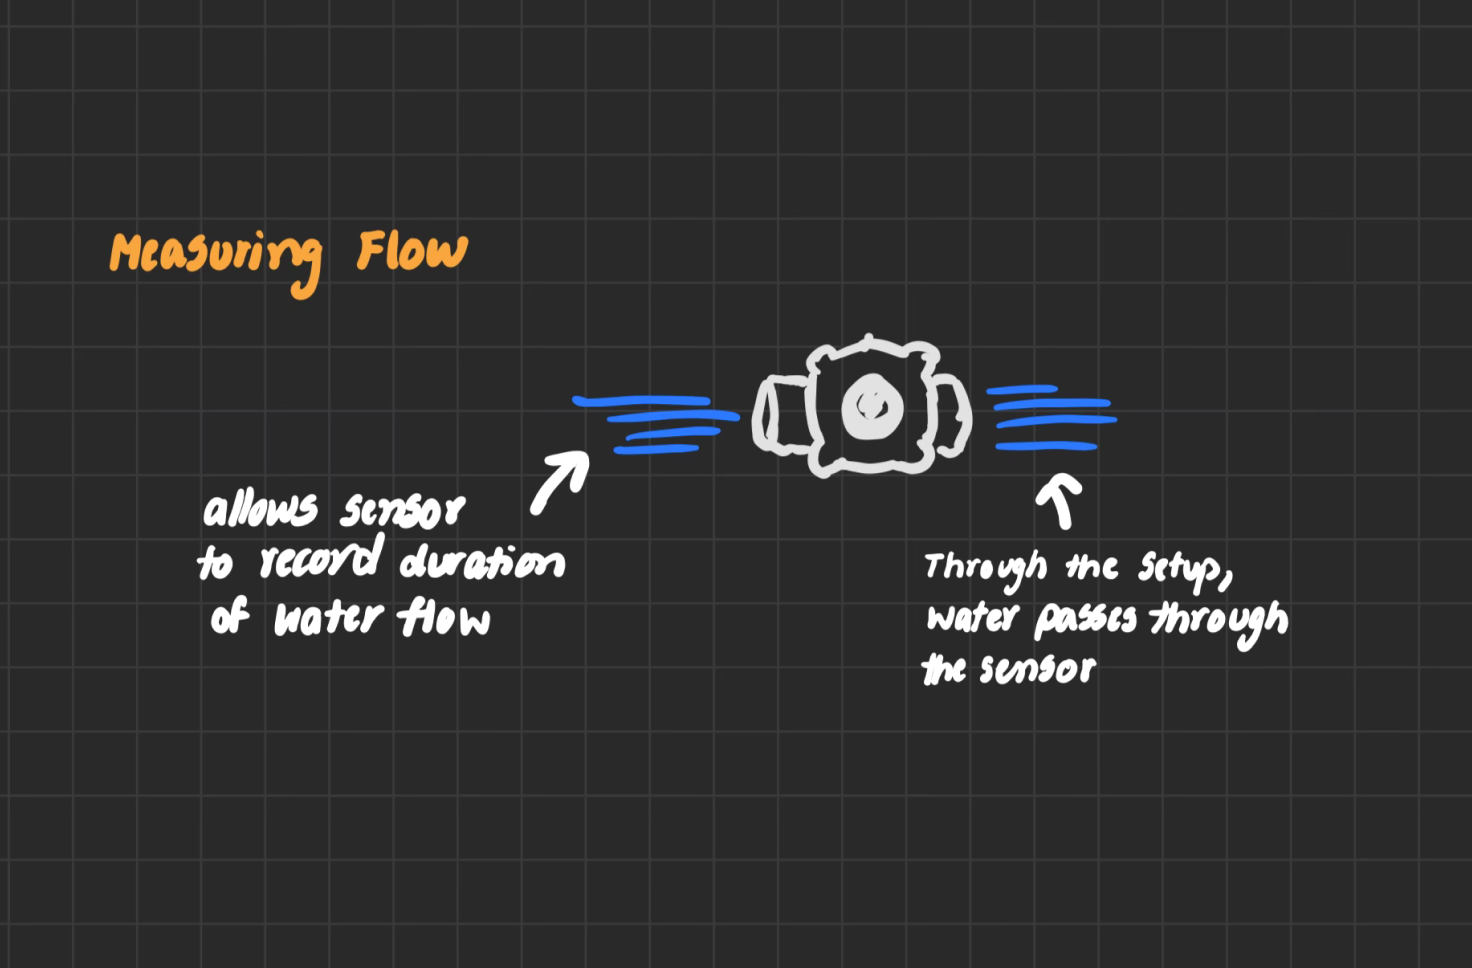 Measuring Flow
allows sensor
to record duration
of water flow
Through the setup,
water passes through
the sensor